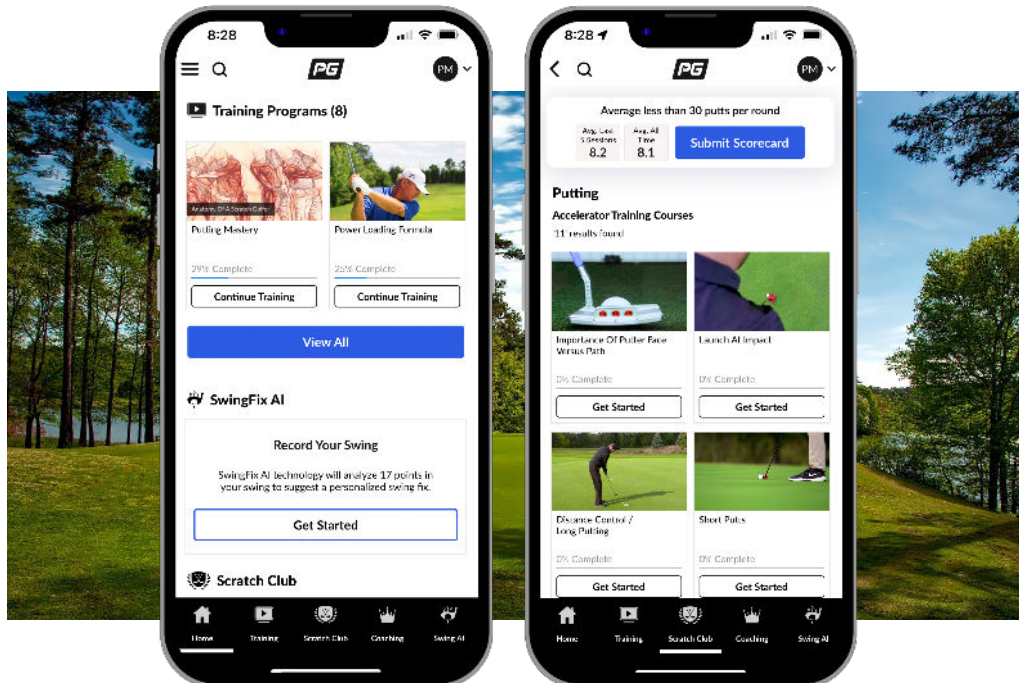 8:28
PG
PM
Training Programs (8)
Anatomy Of A Scratch Golfer
Putting Mastery
Power Loading Formula
29% Complete
25% Complete
Continue Training
Continue Training
View All
SwingFix AI
Record Your Swing
SwingFix AI technology will analyze 17 points in
your swing to suggest a personalized swing fix.
Get Started
Scratch Club
Home
Training
Scratch Club
Coaching
Swing AI
8:28
PG
PM
Average less than 30 putts per round
Avg. Last
5 Sessions
8.2
Avg. All
Time
8.1
Submit Scorecard
Putting
Accelerator Training Courses
11 results found
Importance Of Putter Face
Versus Path
Launch At Impact
0% Complete
0% Complete
Get Started
Get Started
Distance Control /
Long Putting
Short Putts
0% Complete
0% Complete
Get Started
Get Started
Home
Training
Scratch Club
Coaching
Swing AI